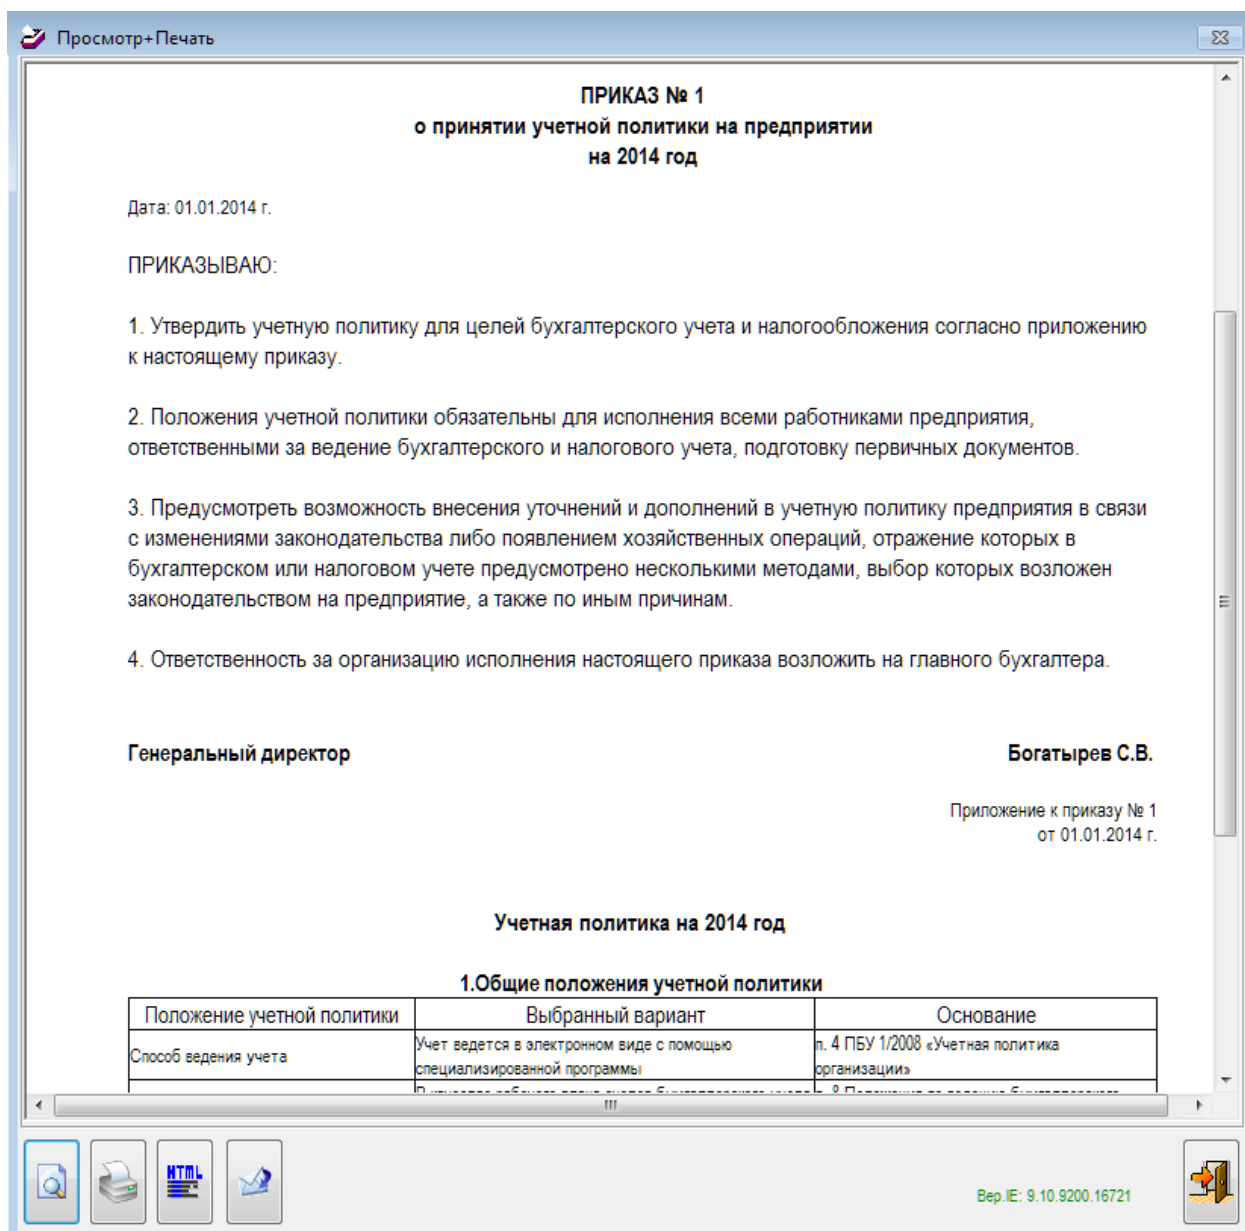 Просмотр+Печать
ПРИКАЗ № 1
о принятии учетной политики на предприятии
на 2014 год
Дата: 01.01.2014 г.
ПРИКАЗЫВАЮ:
1. Утвердить учетную политику для целей бухгалтерского учета и налогообложения согласно приложению
к настоящему приказу.
2. Положения учетной политики обязательны для исполнения всеми работниками предприятия,
ответственными за ведение бухгалтерского и налогового учета, подготовку первичных документов.
3. Предусмотреть возможность внесения уточнений и дополнений в учетную политику предприятия в связи
с изменениями законодательства либо появлением хозяйственных операций, отражение которых в
бухгалтерском или налоговом учете предусмотрено несколькими методами, выбор которых возложен
законодательством на предприятие, а также по иным причинам.
4. Ответственность за организацию исполнения настоящего приказа возложить на главного бухгалтера.
Генеральный директор Богатырев С.В.
Приложение к приказу № 1
от 01.01.2014 г.
Учетная политика на 2014 год
1.Общие положения учетной политики
Положение учетной политики Выбранный вариант Основание
Способ ведения учета
Учет ведется в электронном виде с помощью
специализированной программы
п. 4 ПБУ 1/2008 «Учетная политика
организации»
HTML
Вер.IE: 9.10.9200.16721